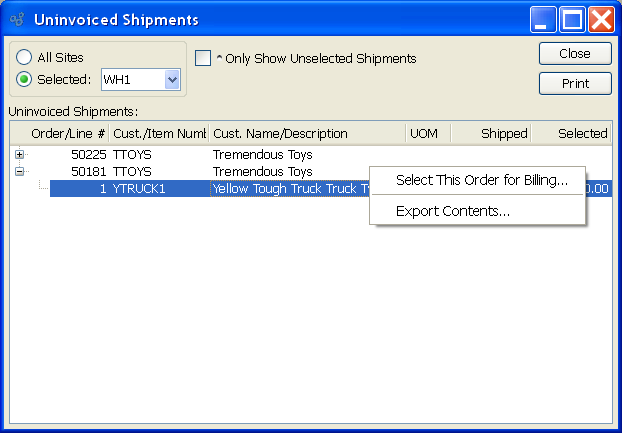 Uninvoiced Shipments
All Sites
Selected: WH1
^ Only Show Unselected Shipments
Close
Print
Uninvoiced Shipments:
Order/Line # Cust./Item Numb Cust. Name/Description UOM Shipped Selected
50225 TTOYS Tremendous Toys
50181 TTOYS Tremendous Toys
1 YTRUCK1 Yellow Tough Truck Truck 0.00
Select This Order for Billing...
Export Contents...